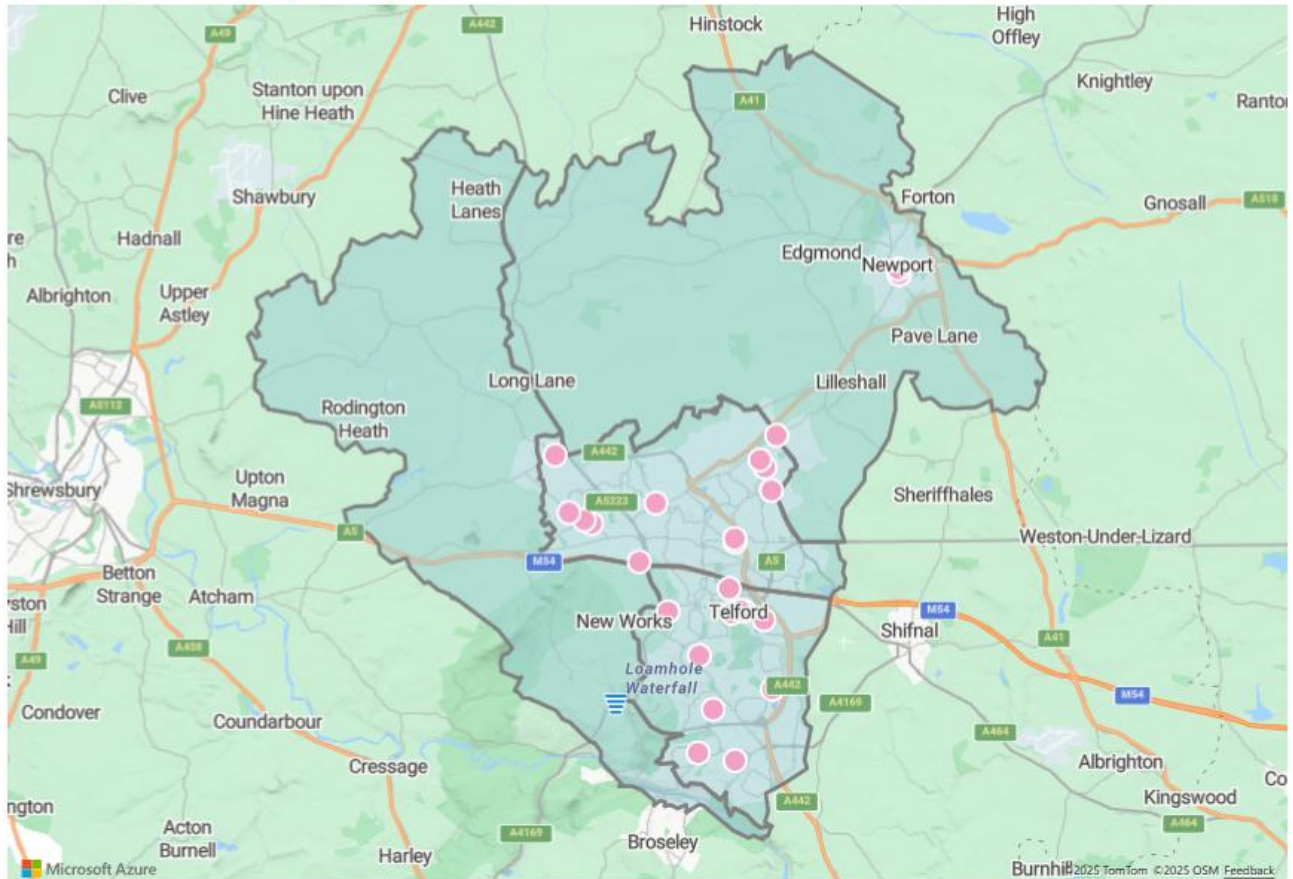 A49
A442
Hinstock
High
Offley
Clive
Stanton upon
Hine Heath
A41
Knightley
Shawbury
Heath
Lanes
Forton
Gnosall
A518
Hadnall
Edgmond
Newport
Albrighton
Upper
Astley
Pave Lane
Long Lane
Lilleshall
A5112
Rodington
Heath
A442
Shrewsbury
Upton
Magna
A5223
Sheriffhales
A5
Weston-Under-Lizard
M54
A5
Betton
Strange
Atcham
New Works
Telford
M54
Shifnal
A41
A49
A458
Loamhole
Waterfall
A442
A4169
M54
Condover
Coundarbour
A464
Cressage
Albrighton
A442
Kingswood
A464
Acton
Burnell
A4169
Broseley
Harley
Microsoft Azure
©2025 OSM Feedback
2025 TomTom